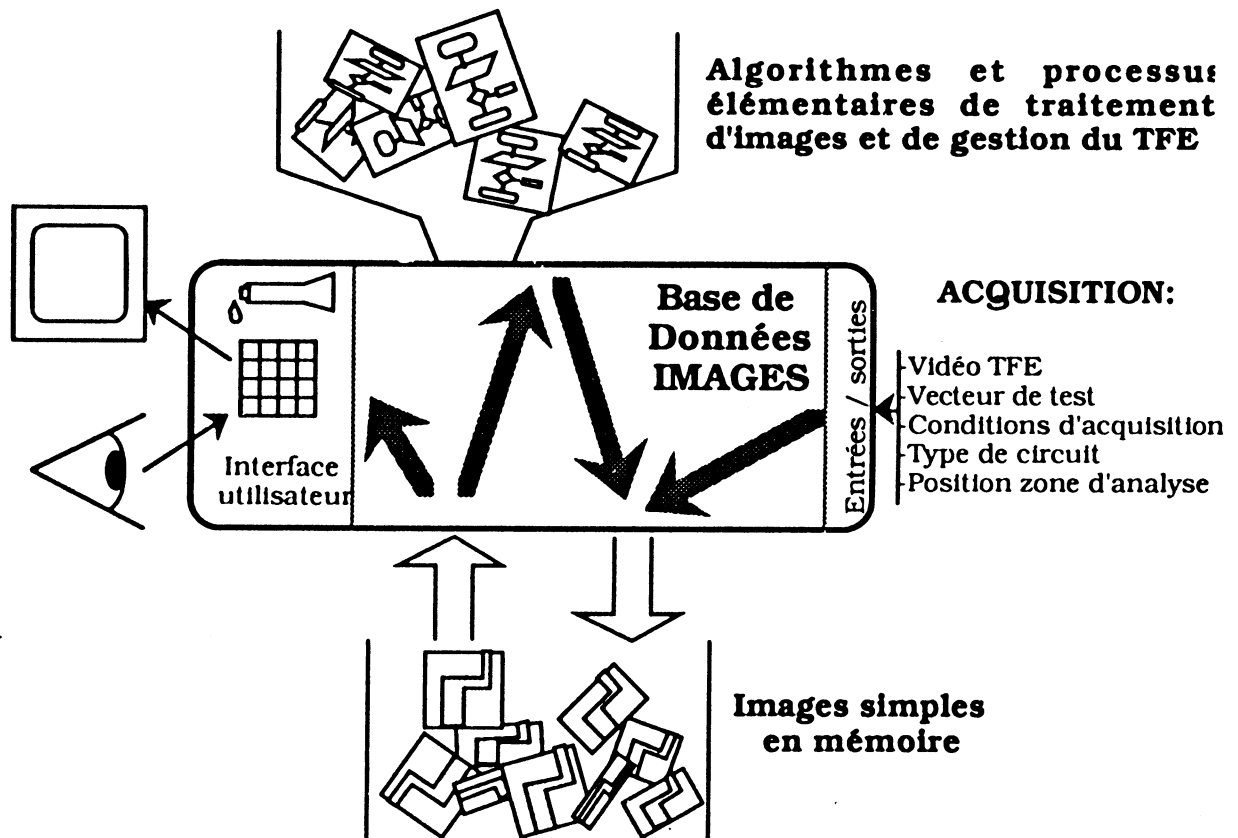 Algorithmes et processus
élémentaires de traitement
d'images et de gestion du TFE
Base de
Données
IMAGES
Interface
utilisateur
Entrées / sorties
ACQUISITION:
Vidéo TFE
Vecteur de test
Conditions d'acquisition
Type de circuit
Position zone d'analyse
Images simples
en mémoire